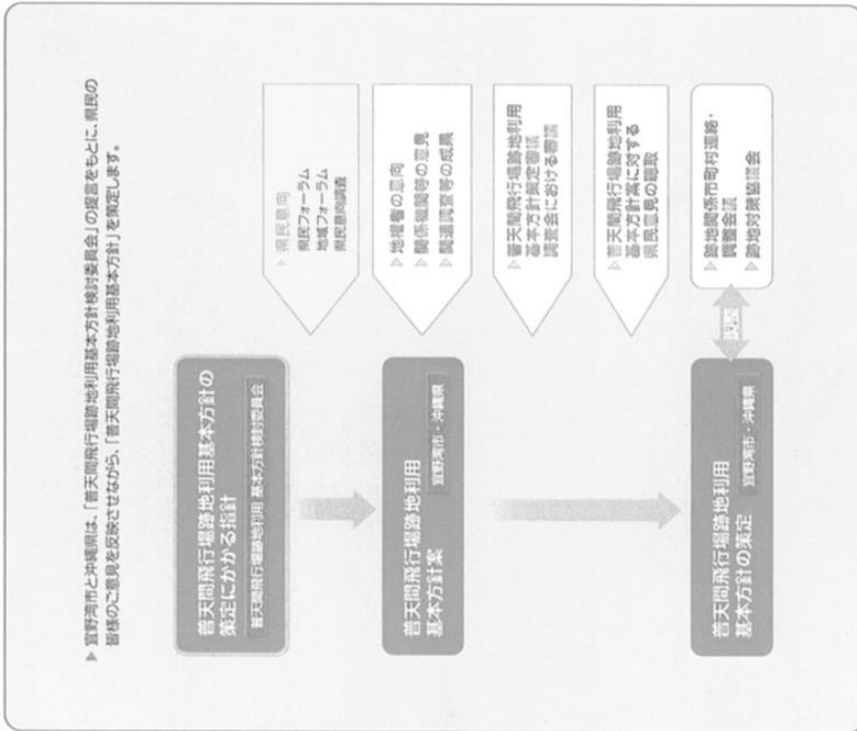 ▶ 宜野湾市と沖縄県は、「普天間飛行場跡地利用基本方針検討委員会」の提言をもとに、県民の
皆様のご意見を反映させながら、「普天間飛行場跡地利用基本方針」を策定します。
普天間飛行場跡地利用基本方針の
策定にかかる指針
普天間飛行場跡地利用 基本方針検討委員会
▷ 県民意向
県民フォーラム
地域フォーラム
県民意向調査
普天間飛行場跡地利用
基本方針案
宜野湾市・沖縄県
▷ 地権者の意向
▷ 関係機関等の意見
▷ 関連調査等の成果
▷ 普天間飛行場跡地利用
基本方針策定審議
調査会における審議
▷ 普天間飛行場跡地利用
基本方針案に対する
県民意見の聴取
普天間飛行場跡地利用
基本方針の策定
宜野湾市・沖縄県
調整
▷ 跡地関係市町村連絡・
調整会議
▷ 跡地対策協議会